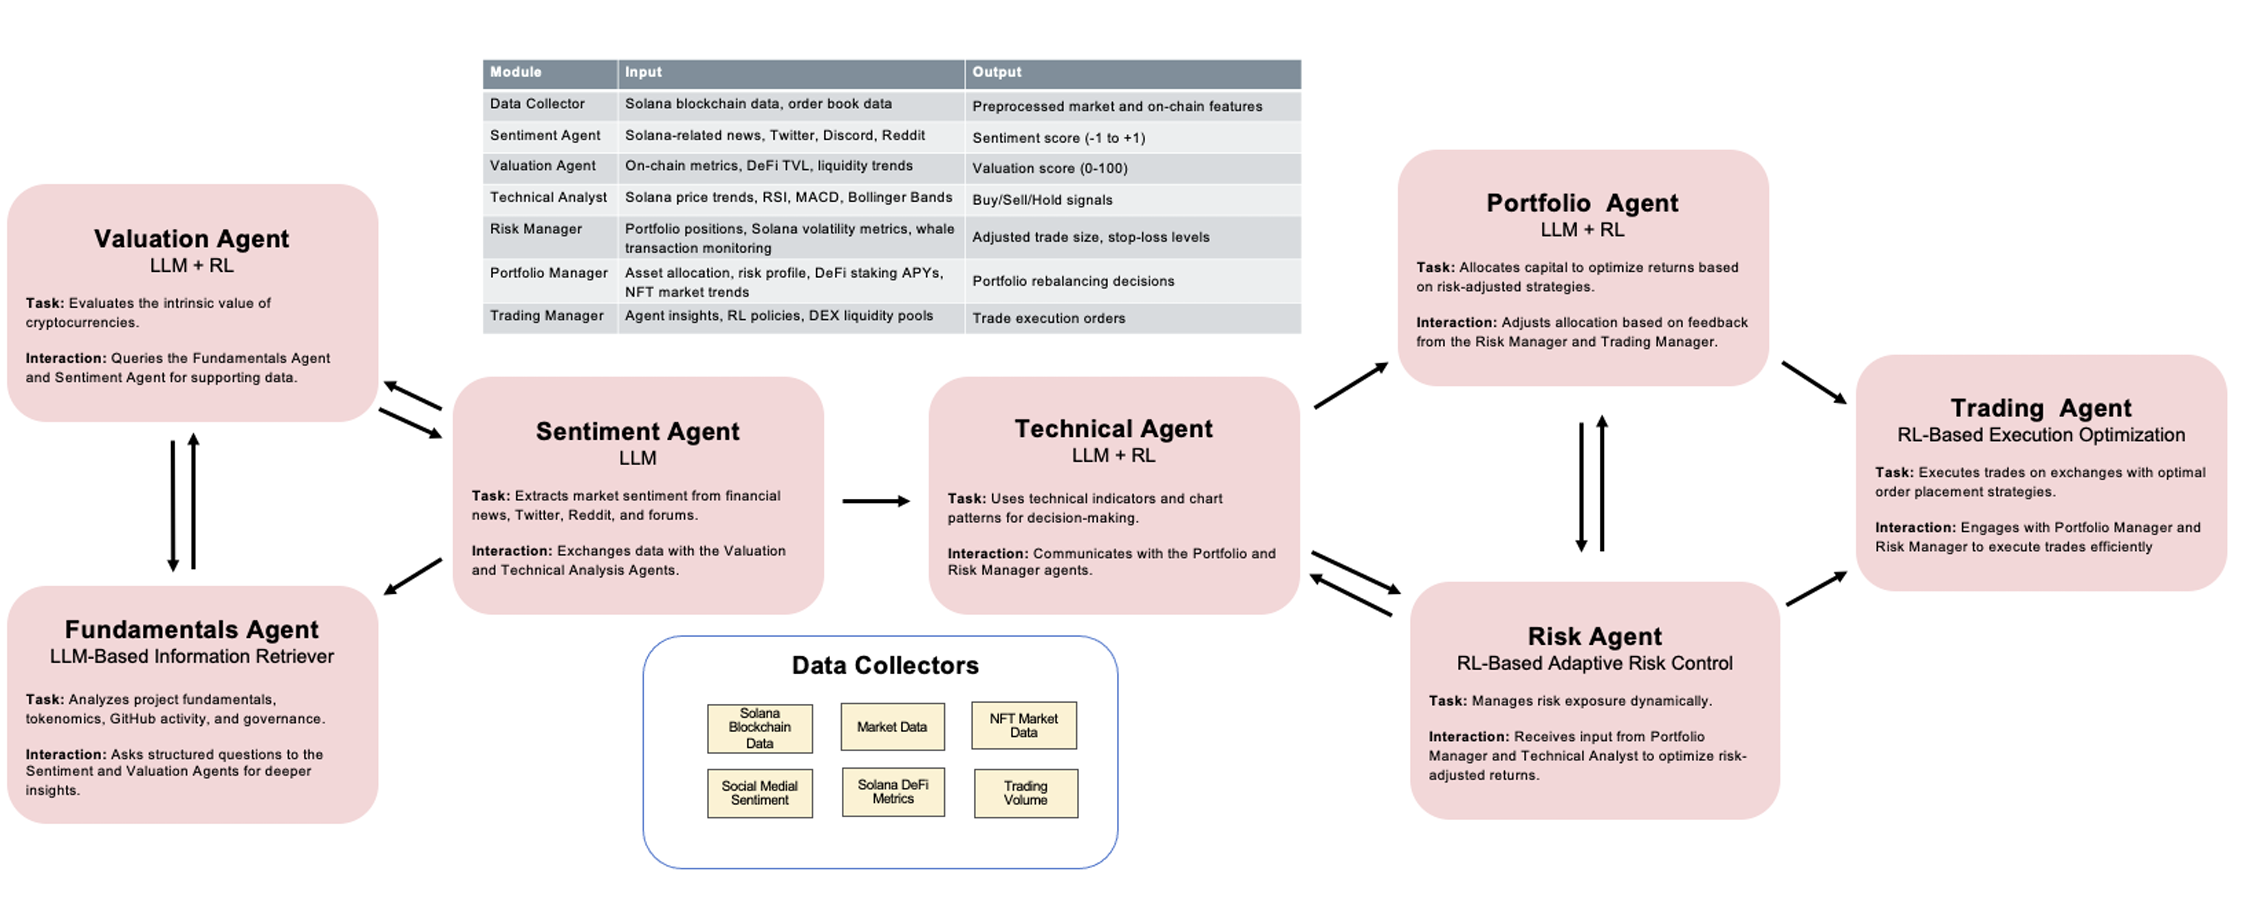 Module Input Output
Data Collector Solana blockchain data, order book data Preprocessed market and on-chain features
Sentiment Agent Solana-related news, Twitter, Discord, Reddit Sentiment score (-1 to +1)
Valuation Agent On-chain metrics, DeFi TVL, liquidity trends Valuation score (0-100)
Technical Analyst Solana price trends, RSI, MACD, Bollinger Bands Buy/Sell/Hold signals
Risk Manager Portfolio positions, Solana volatility metrics, whale
transaction monitoring Adjusted trade size, stop-loss levels
Portfolio Manager Asset allocation, risk profile, DeFi staking APYs,
NFT market trends Portfolio rebalancing decisions
Trading Manager Agent insights, RL policies, DEX liquidity pools Trade execution orders
Valuation Agent
LLM + RL
Task: Evaluates the intrinsic value of
cryptocurrencies.
Interaction: Queries the Fundamentals Agent
and Sentiment Agent for supporting data.
Fundamentals Agent
LLM-Based Information Retriever
Task: Analyzes project fundamentals,
tokenomics, GitHub activity, and governance.
Interaction: Asks structured questions to the
Sentiment and Valuation Agents for deeper
insights.
Sentiment Agent
LLM
Task: Extracts market sentiment from financial
news, Twitter, Reddit, and forums.
Interaction: Exchanges data with the Valuation
and Technical Analysis Agents.
Technical Agent
LLM + RL
Task: Uses technical indicators and chart
patterns for decision-making.
Interaction: Communicates with the Portfolio and
Risk Manager agents.
Data Collectors
Solana
Blockchain
Data
Market Data
NFT Market
Data
Social Medial
Sentiment
Solana DeFi
Metrics
Trading
Volume
Portfolio Agent
LLM + RL
Task: Allocates capital to optimize returns based
on risk-adjusted strategies.
Interaction: Adjusts allocation based on feedback
from the Risk Manager and Trading Manager.
Risk Agent
RL-Based Adaptive Risk Control
Task: Manages risk exposure dynamically.
Interaction: Receives input from Portfolio
Manager and Technical Analyst to optimize risk-
adjusted returns.
Trading Agent
RL-Based Execution Optimization
Task: Executes trades on exchanges with optimal
order placement strategies.
Interaction: Engages with Portfolio Manager and
Risk Manager to execute trades efficiently